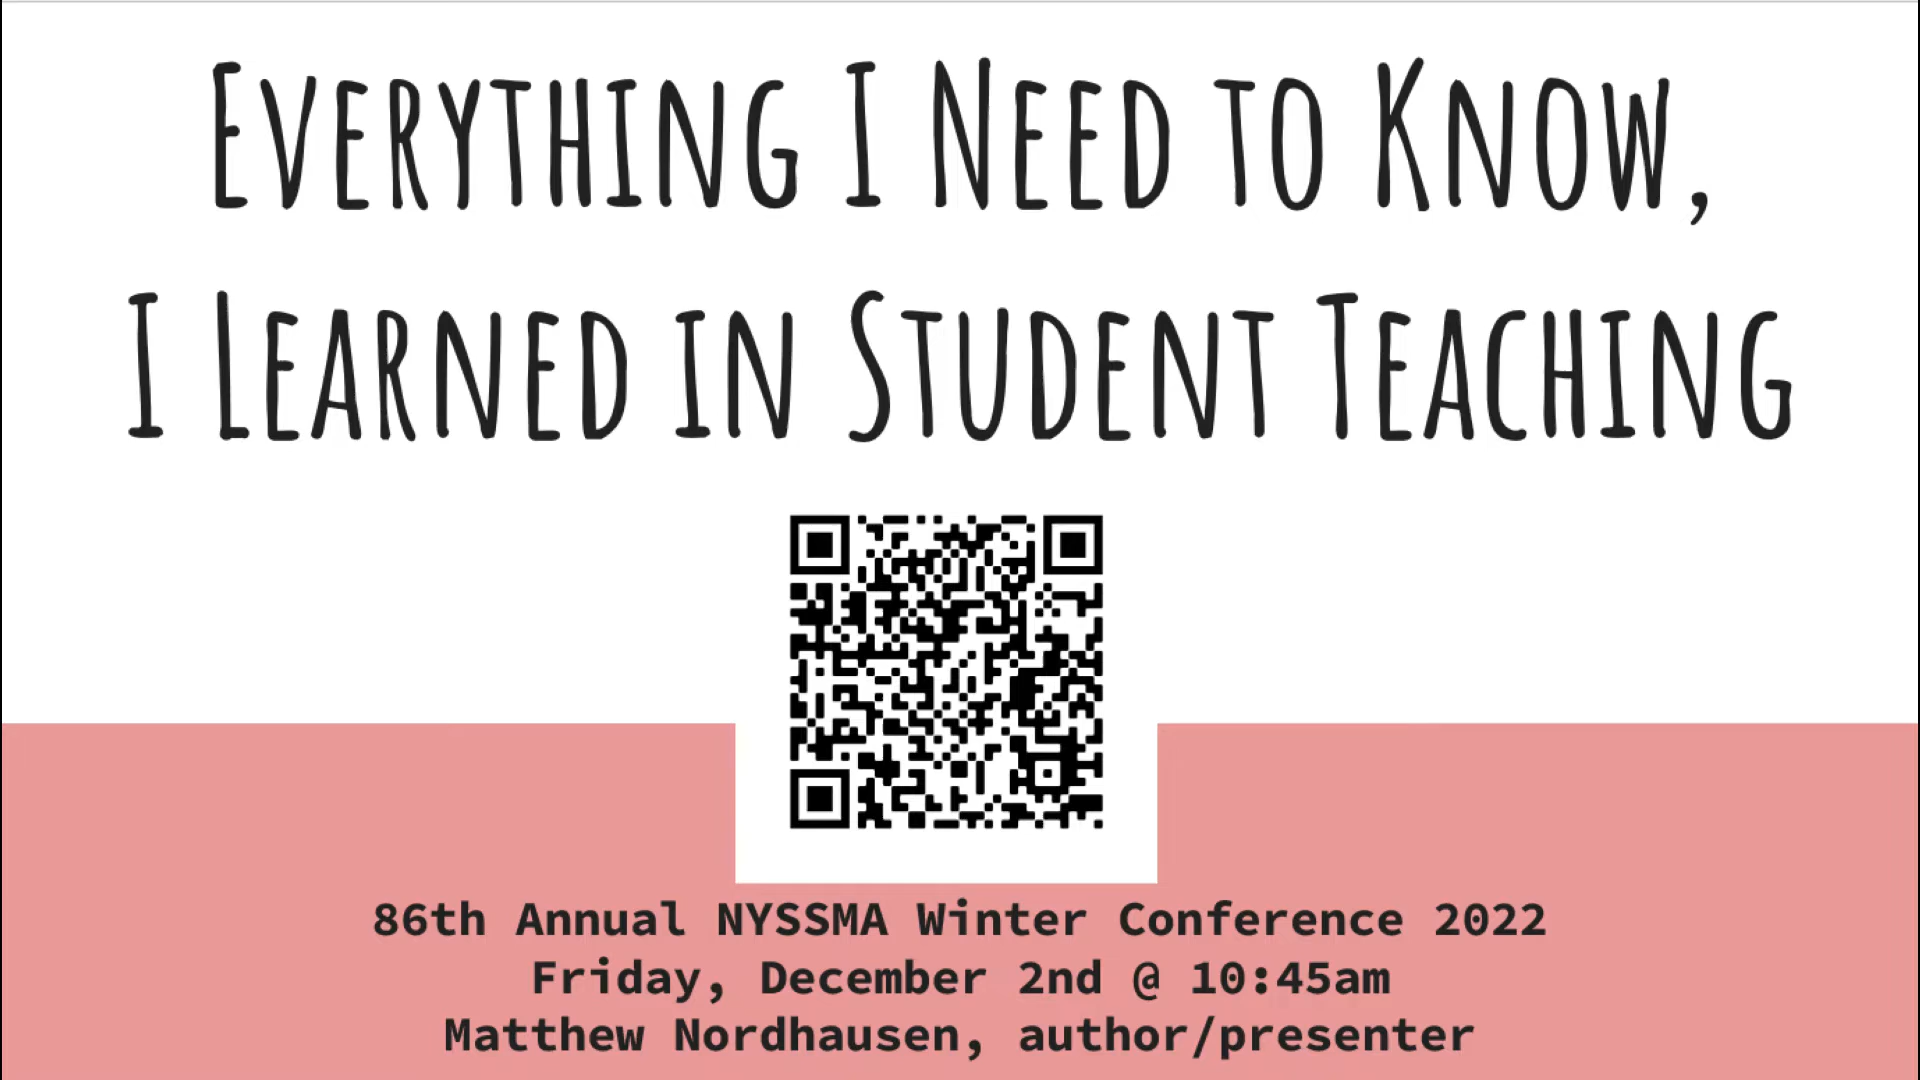 Everything I Need to Know,
I Learned in Student Teaching
86th Annual NYSSMA Winter Conference 2022
Friday, December 2nd @ 10:45am
Matthew Nordhausen, author/presenter